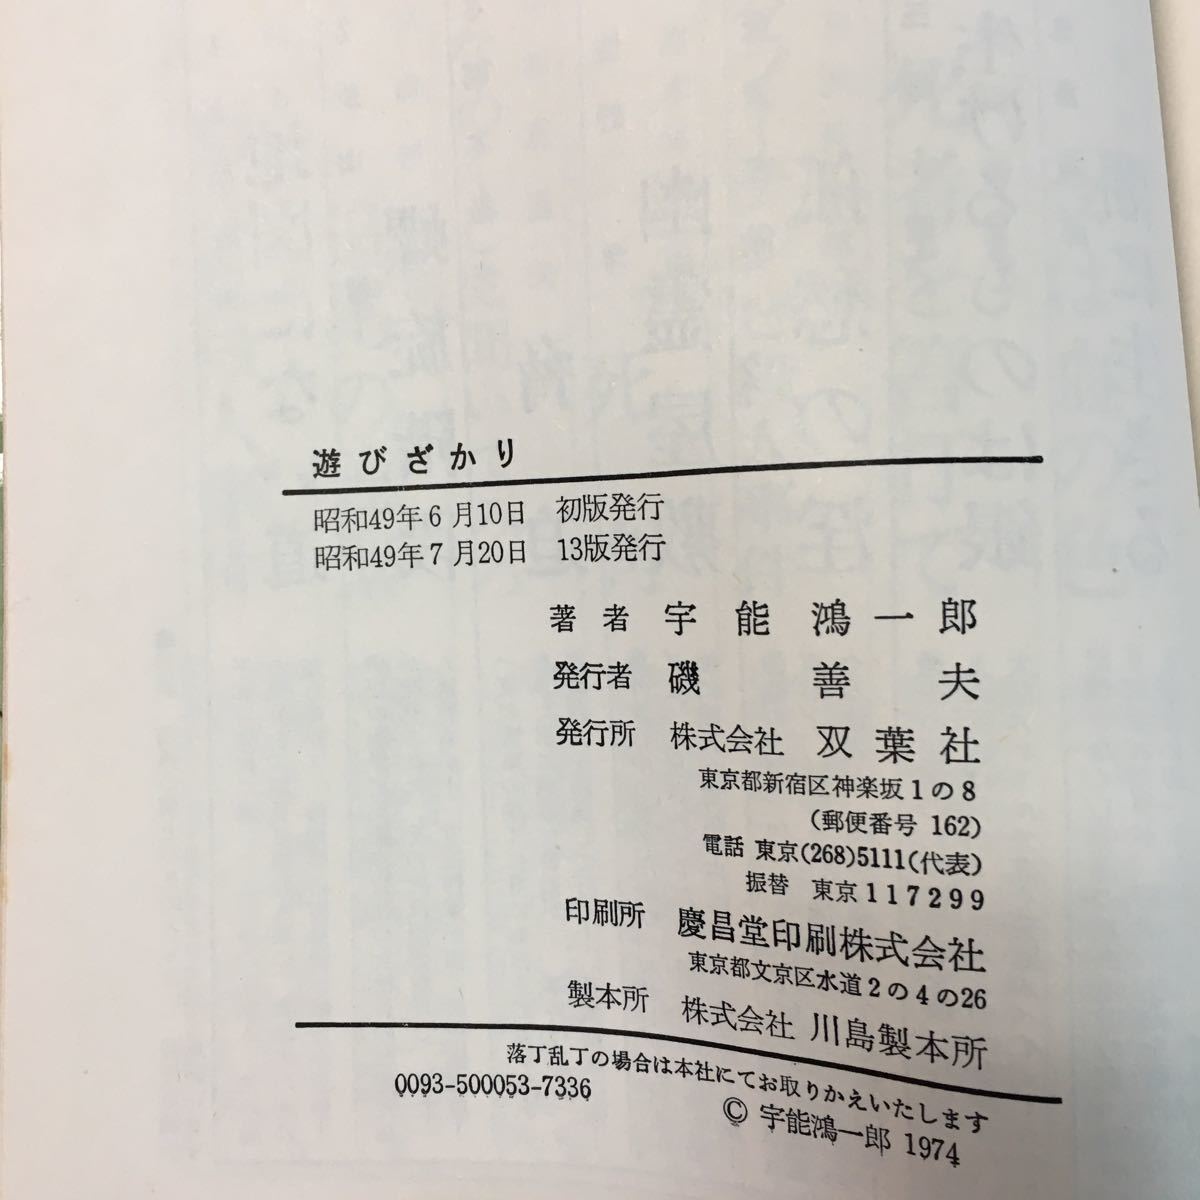 遊びざかり
昭和49年6月10日 初版発行
昭和49年7月20日 13版発行
著者 宇能鴻一郎
発行者 磯善夫
発行所 株式会社 双葉社
東京都新宿区神楽坂1の8
(郵便番号 162)
電話 東京(268)5111(代表)
振替 東京117299
印刷所 慶昌堂印刷株式会社
東京都文京区水道2の4の26
製本所 株式会社 川島製本所
落丁乱丁の場合は本社にてお取りかえいたします
0093-500053-7336
© 宇能鴻一郎 1974